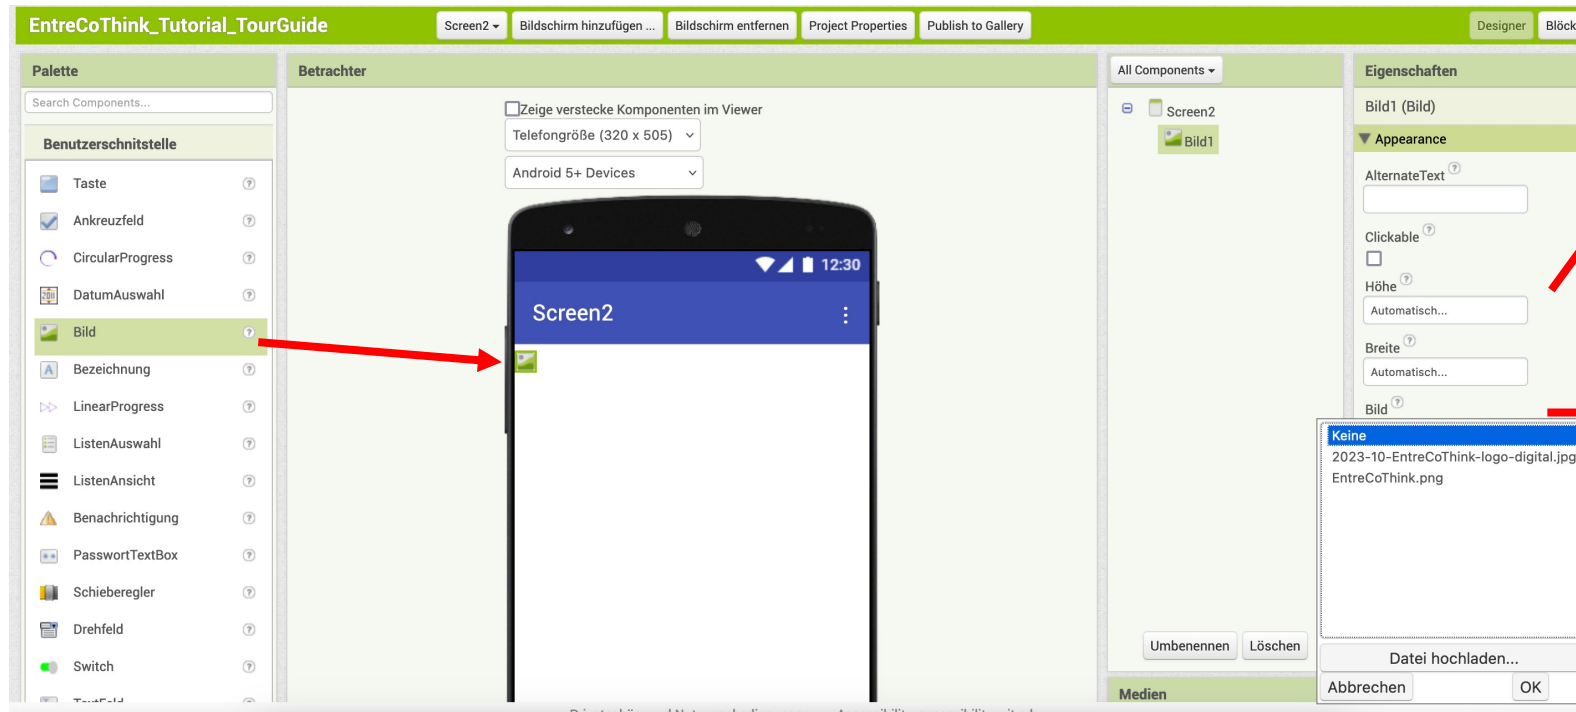 EntreCoThink_Tutorial_TourGuide
Screen2
Bildschirm hinzufügen ...
Bildschirm entfernen
Project Properties
Publish to Gallery
Designer
Blöck
Palette
Search Components...
Benutzerschnitstelle
Taste
Ankreuzfeld
CircularProgress
DatumAuswahl
Bild
Bezeichnung
LinearProgress
ListenAuswahl
ListenAnsicht
Benachrichtigung
PasswortTextBox
Schieberegler
Drehfeld
Switch
Betrachter
Zeige verstecke Komponenten im Viewer
Telefongröße (320 x 505)
Android 5+ Devices
12:30
Screen2
All Components
Screen2
Bild1
Umbenennen
Löschen
Medien
Eigenschaften
Bild1 (Bild)
Appearance
AlternateText
Clickable
Höhe
Automatisch...
Breite
Automatisch...
Bild
Keine
2023-10-EntreCoThink-logo-digital.jpg
EntreCoThink.png
Datei hochladen...
Abbrechen
OK